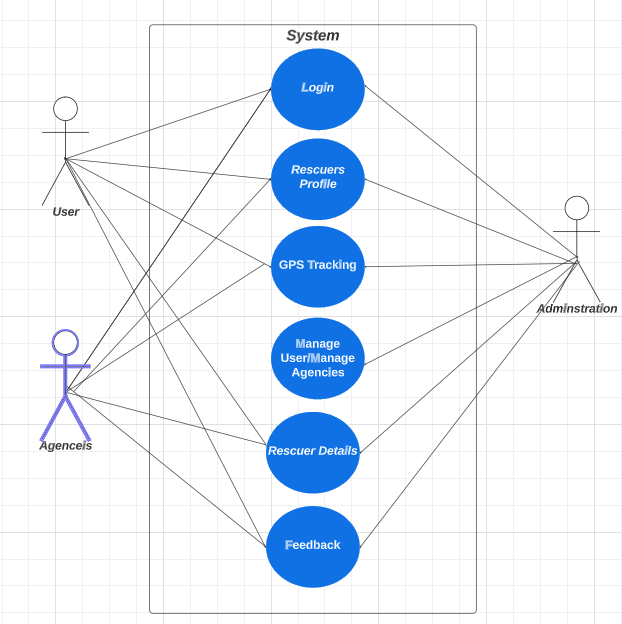 System
Login
Rescuers
Profile
User
GPS Tracking
Adminstration
Manage
User/Manage
Agencies
Agenceis
Rescuer Details
Feedback